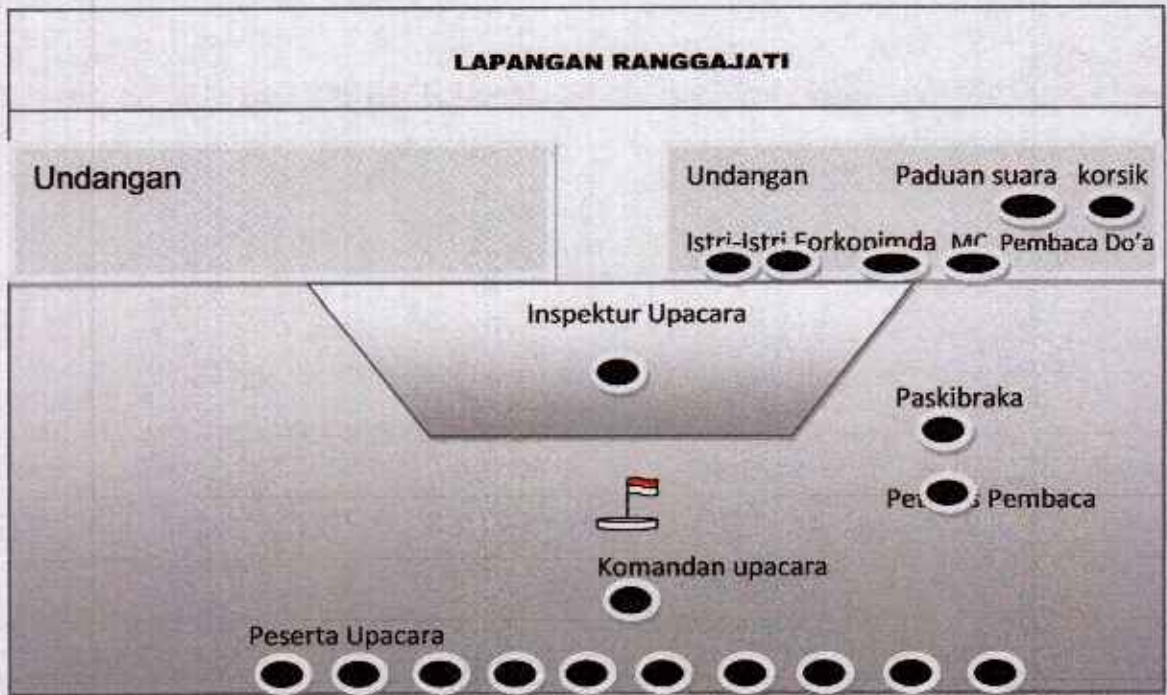 LAPANGAN RANGGAJATI
Undangan
Undangan Paduan suara korsik
Istri-Istri Forkopimda MC Pembaca Do'a
Inspektur Upacara
Paskibraka
Pembaca
Komandan upacara
Peserta Upacara